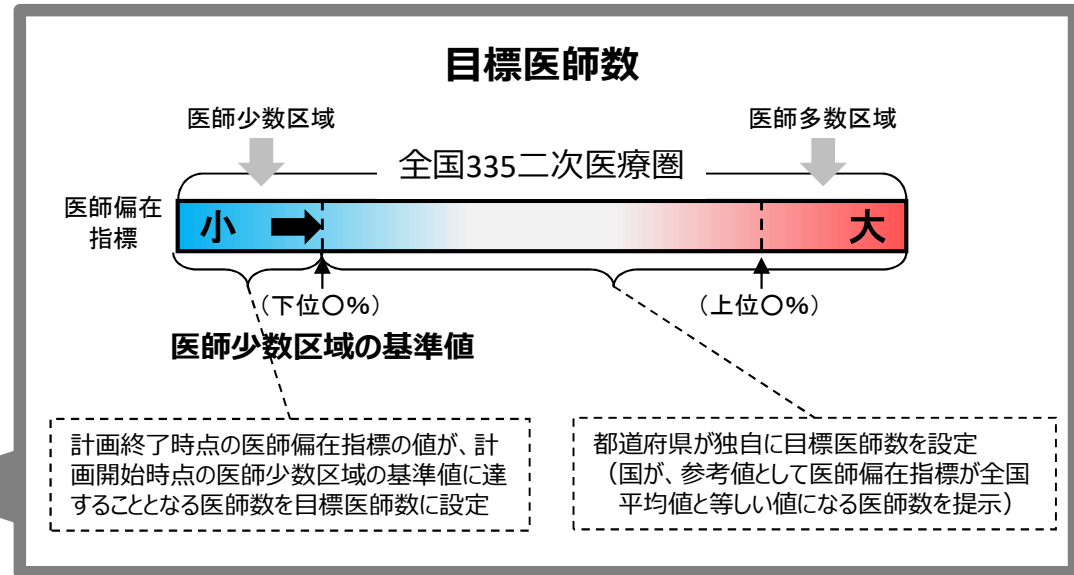 目標医師数
医師少数区域
医師多数区域
全国335二次医療圏
医師偏在
指標
小
大
（下位〇%）
（上位〇%）
医師少数区域の基準値
計画終了時点の医師偏在指標の値が、計
画開始時点の医師少数区域の基準値に達
することとなる医師数を目標医師数に設定
都道府県が独自に目標医師数を設定
（国が、参考値として医師偏在指標が全国
平均値と等しい値になる医師数を提示）